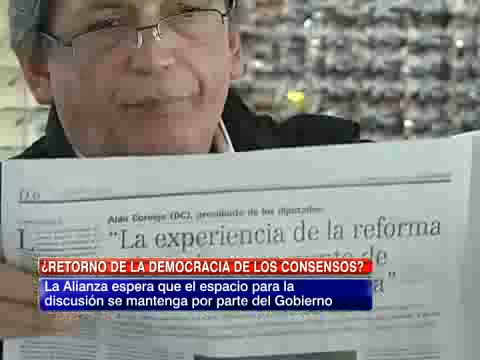 Aldo Cornejo (DC), presidente de los diputados:
"La experiencia de la reforma
de
¿RETORNO DE LA DEMOCRACIA DE LOS CONSENSOS?
La Alianza espera que el espacio para la
discusión se mantenga por parte del Gobierno